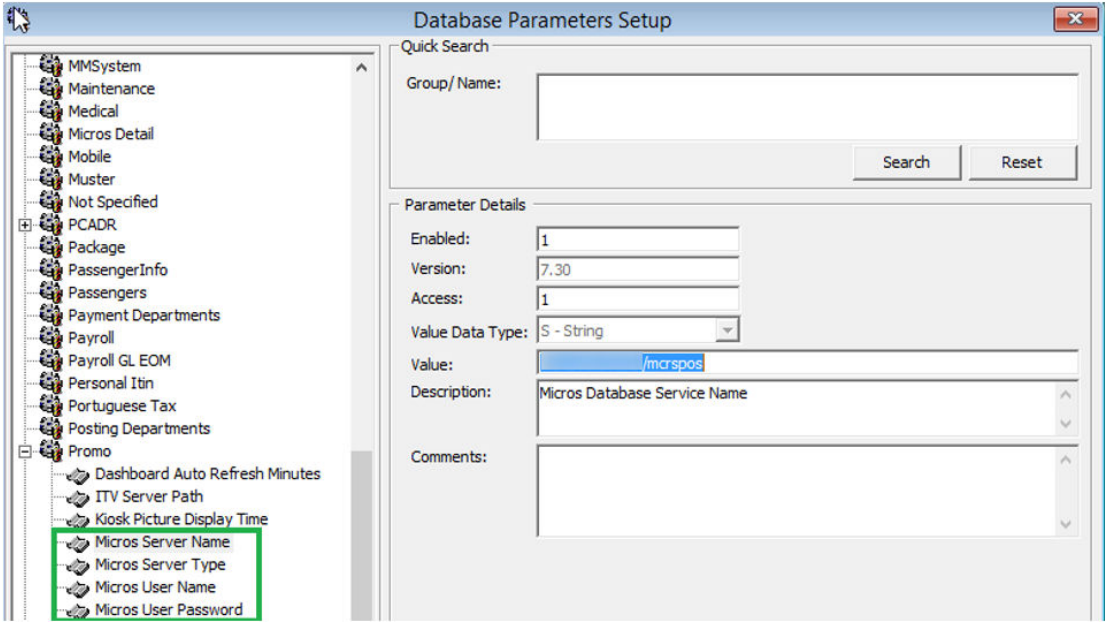 Database Parameters Setup
MMSystem
Maintenance
Medical
Micros Detail
Mobile
Muster
Not Specified
PCADR
Package
PassengerInfo
Passengers
Payment Departments
Payroll
Payroll GL EOM
Personal Itin
Portuguese Tax
Posting Departments
Promo
Dashboard Auto Refresh Minutes
ITV Server Path
Kiosk Picture Display Time
Micros Server Name
Micros Server Type
Micros User Name
Micros User Password
Quick Search
Group/ Name:
Search Reset
Parameter Details
Enabled: 1
Version: 7.30
Access: 1
Value Data Type: S - String
Value: /mcrspos
Description: Micros Database Service Name
Comments: